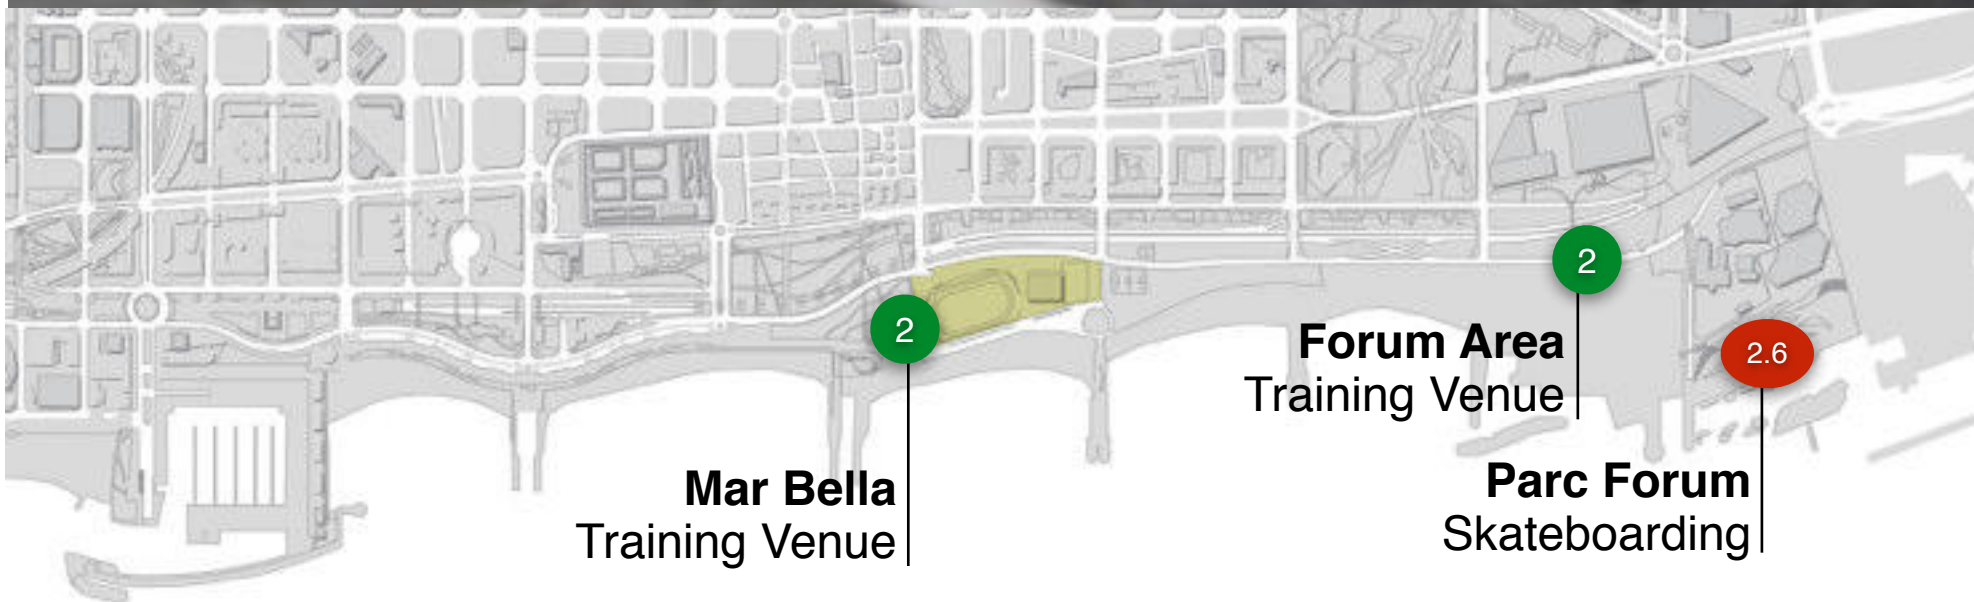 2
Forum Area
Training Venue
2
2.6
Mar Bella
Training Venue
Parc Forum
Skateboarding